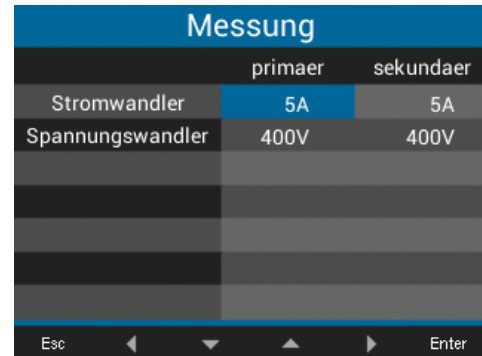 Messung
primaer sekundaer
Stromwandler 5A 5A
Spannungswandler 400V 400V
Esc Enter